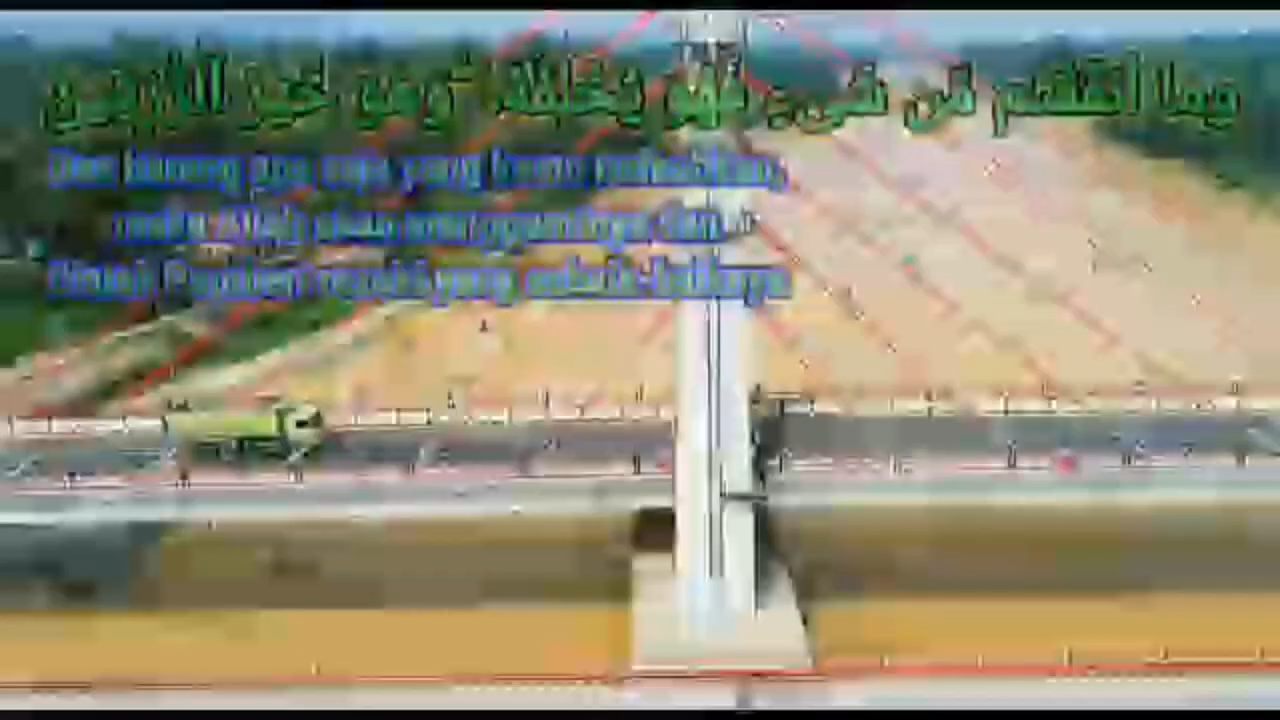 وما أنفقتم من شيء فهو يخلفه وهو خير الرازقين
Dan barang apa saja yang kamu nafkahkan,
maka Allah akan menggantinya dan
Dialah Pemberi rezeki yang sebaik-baiknya.